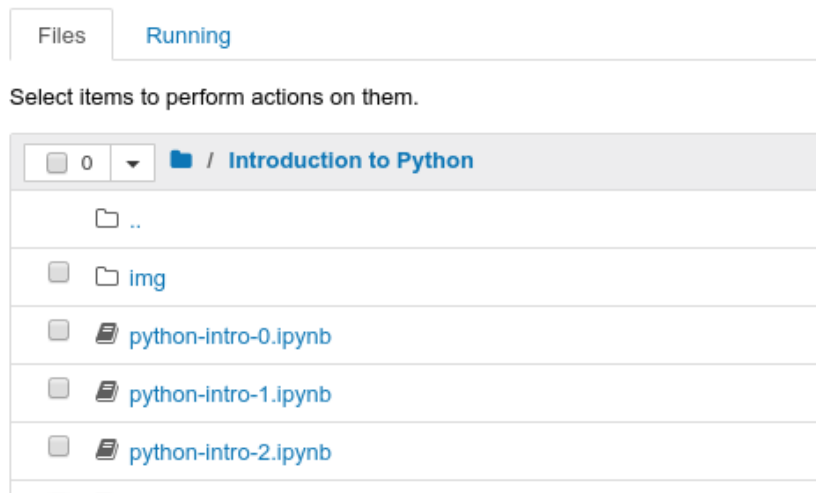 Files Running
Select items to perform actions on them.
0 / Introduction to Python
..
img
python-intro-0.ipynb
python-intro-1.ipynb
python-intro-2.ipynb